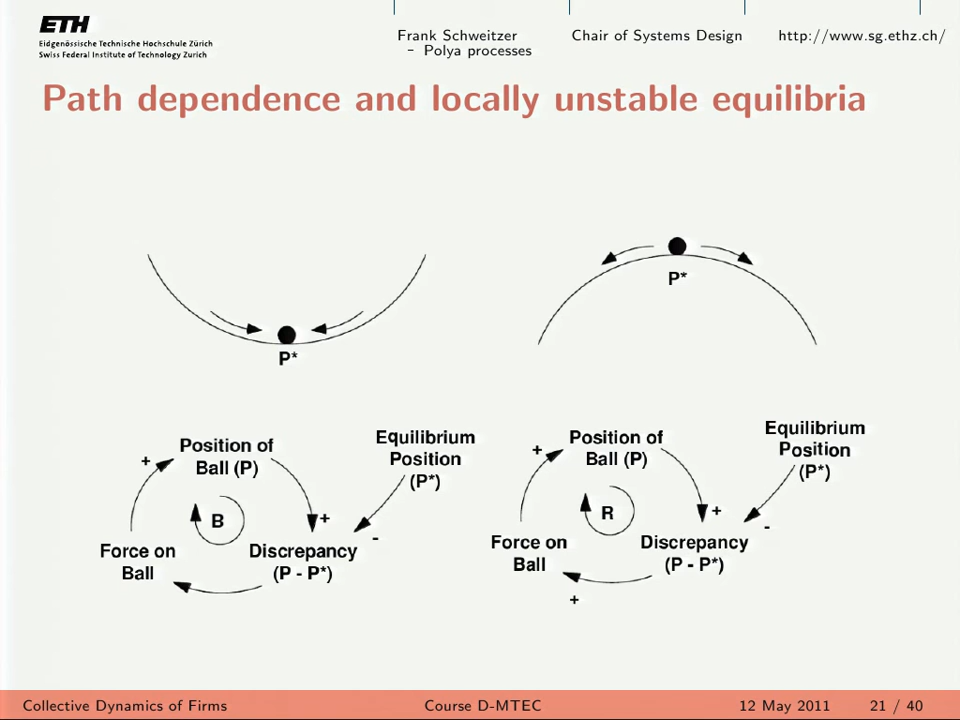 ETH
Eidgenössische Technische Hochschule Zürich
Swiss Federal Institute of Technology Zurich
Frank Schweitzer
– Polya processes
Chair of Systems Design
http://www.sg.ethz.ch/
Path dependence and locally unstable equilibria
P*
P*
Position of
Ball (P)
+
B
Force on
Ball
Discrepancy
(P - P*)
+
Equilibrium
Position
(P*)
-
Position of
Ball (P)
+
R
Force on
Ball
Discrepancy
(P - P*)
+
Equilibrium
Position
(P*)
-
+
Collective Dynamics of Firms
Course D-MTEC
12 May 2011
21 / 40